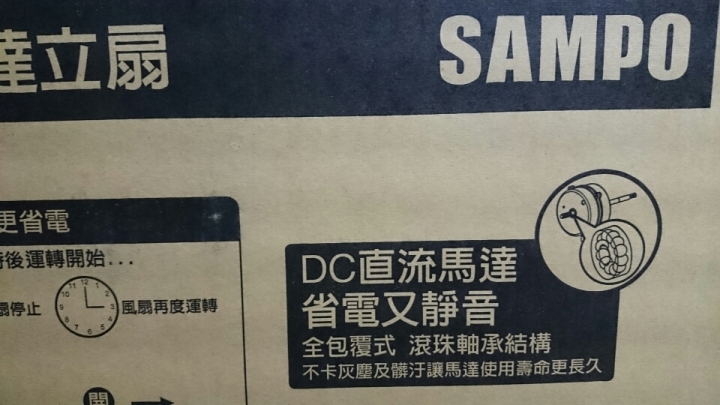 達立扇
SAMPO
更省電
後運轉開始...
扇停止
風扇再度運轉
開
DC直流馬達
省電又靜音
全包覆式 滾珠軸承結構
不卡灰塵及髒汙讓馬達使用壽命更長久